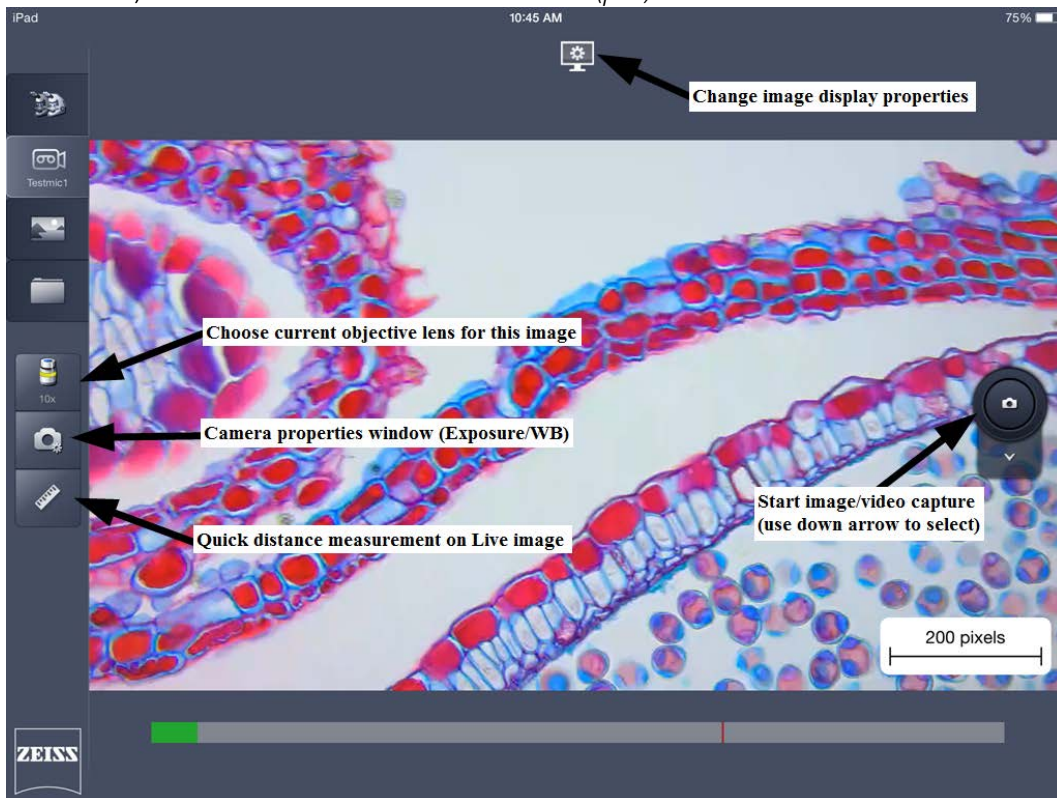 iPad 10:45 AM 75%
Change image display properties
Testmic1
Choose current objective lens for this image
10x
Camera properties window (Exposure/WB)
Start image/video capture
(use down arrow to select)
Quick distance measurement on Live image
200 pixels
ZEISS